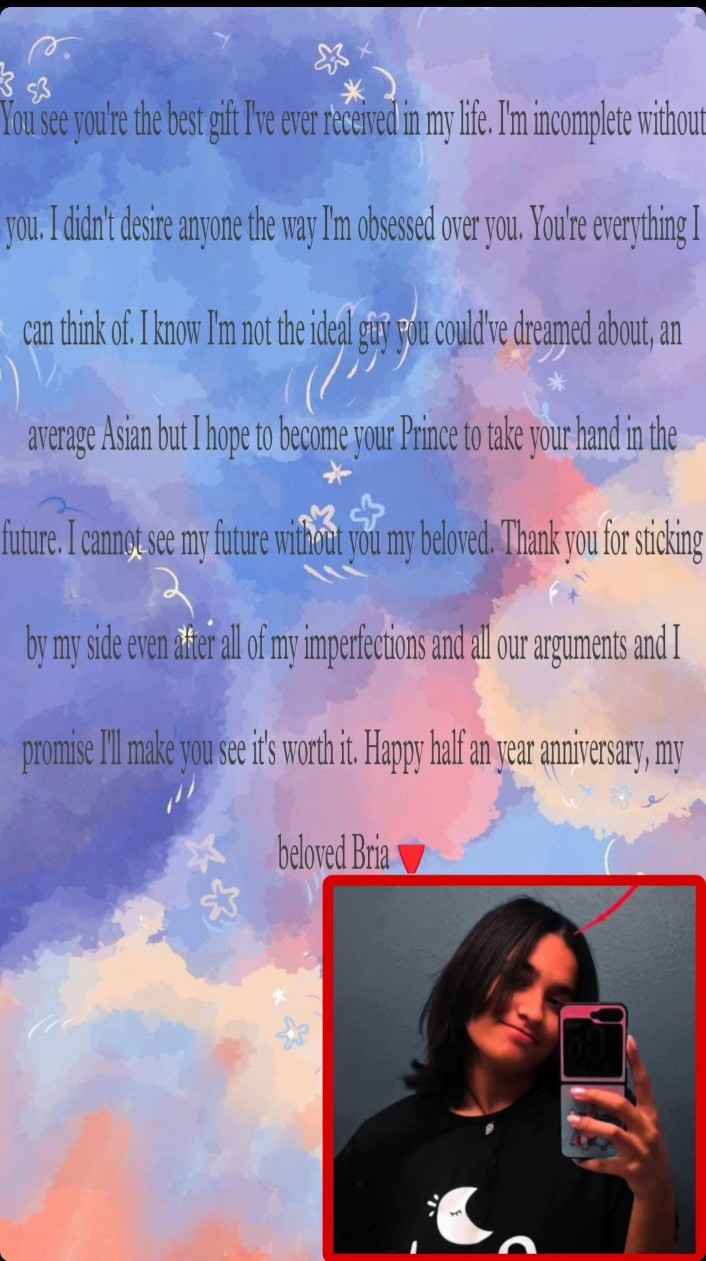 You see you're the best gift I've ever received in my life. I'm incomplete without
you. I didn't desire anyone the way I'm obsessed over you. You're everything I
can think of. I know I'm not the ideal guy you could've dreamed about, an
average Asian but I hope to become your Prince to take your hand in the
future. I cannot see my future without you my beloved. Thank you for sticking
by my side even after all of my imperfections and all our arguments and I
promise I'll make you see it's worth it. Happy half an year anniversary, my
beloved Bria